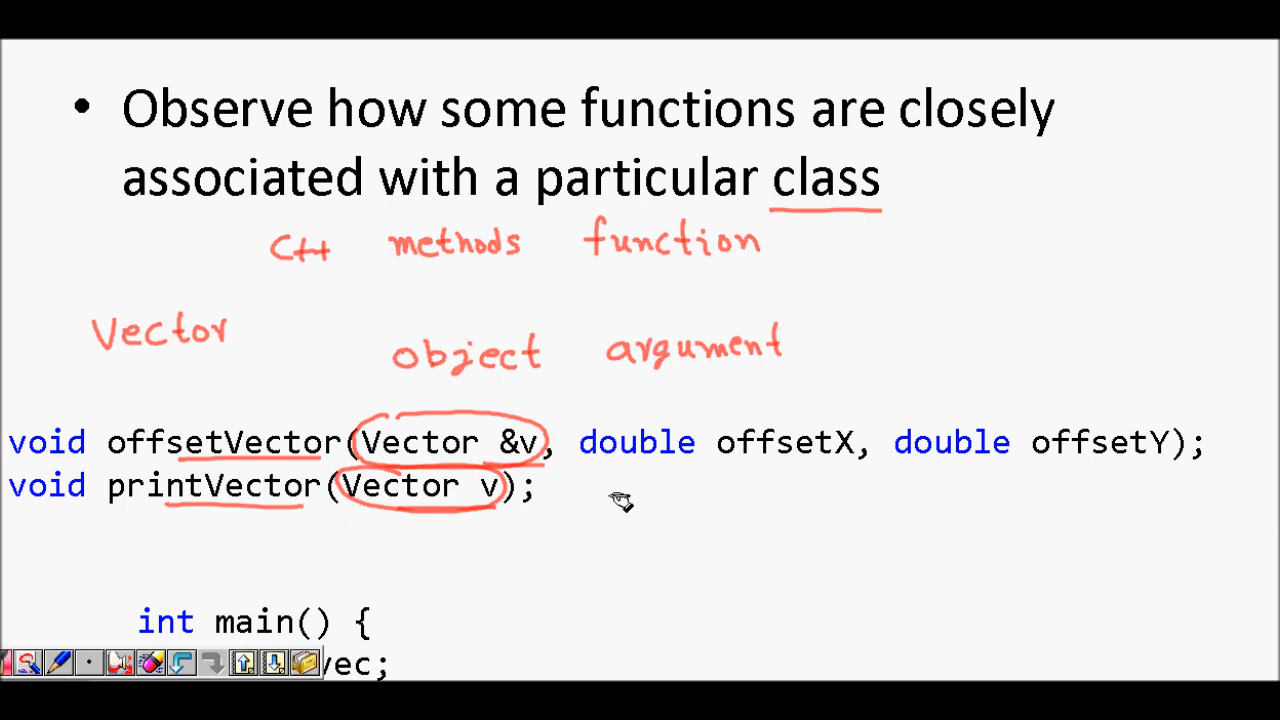 • Observe how some functions are closely
associated with a particular class
C++ methods function
Vector
object argument
void offsetVector(Vector &v, double offsetX, double offsetY);
void printVector(Vector v);
int main() {
vec;